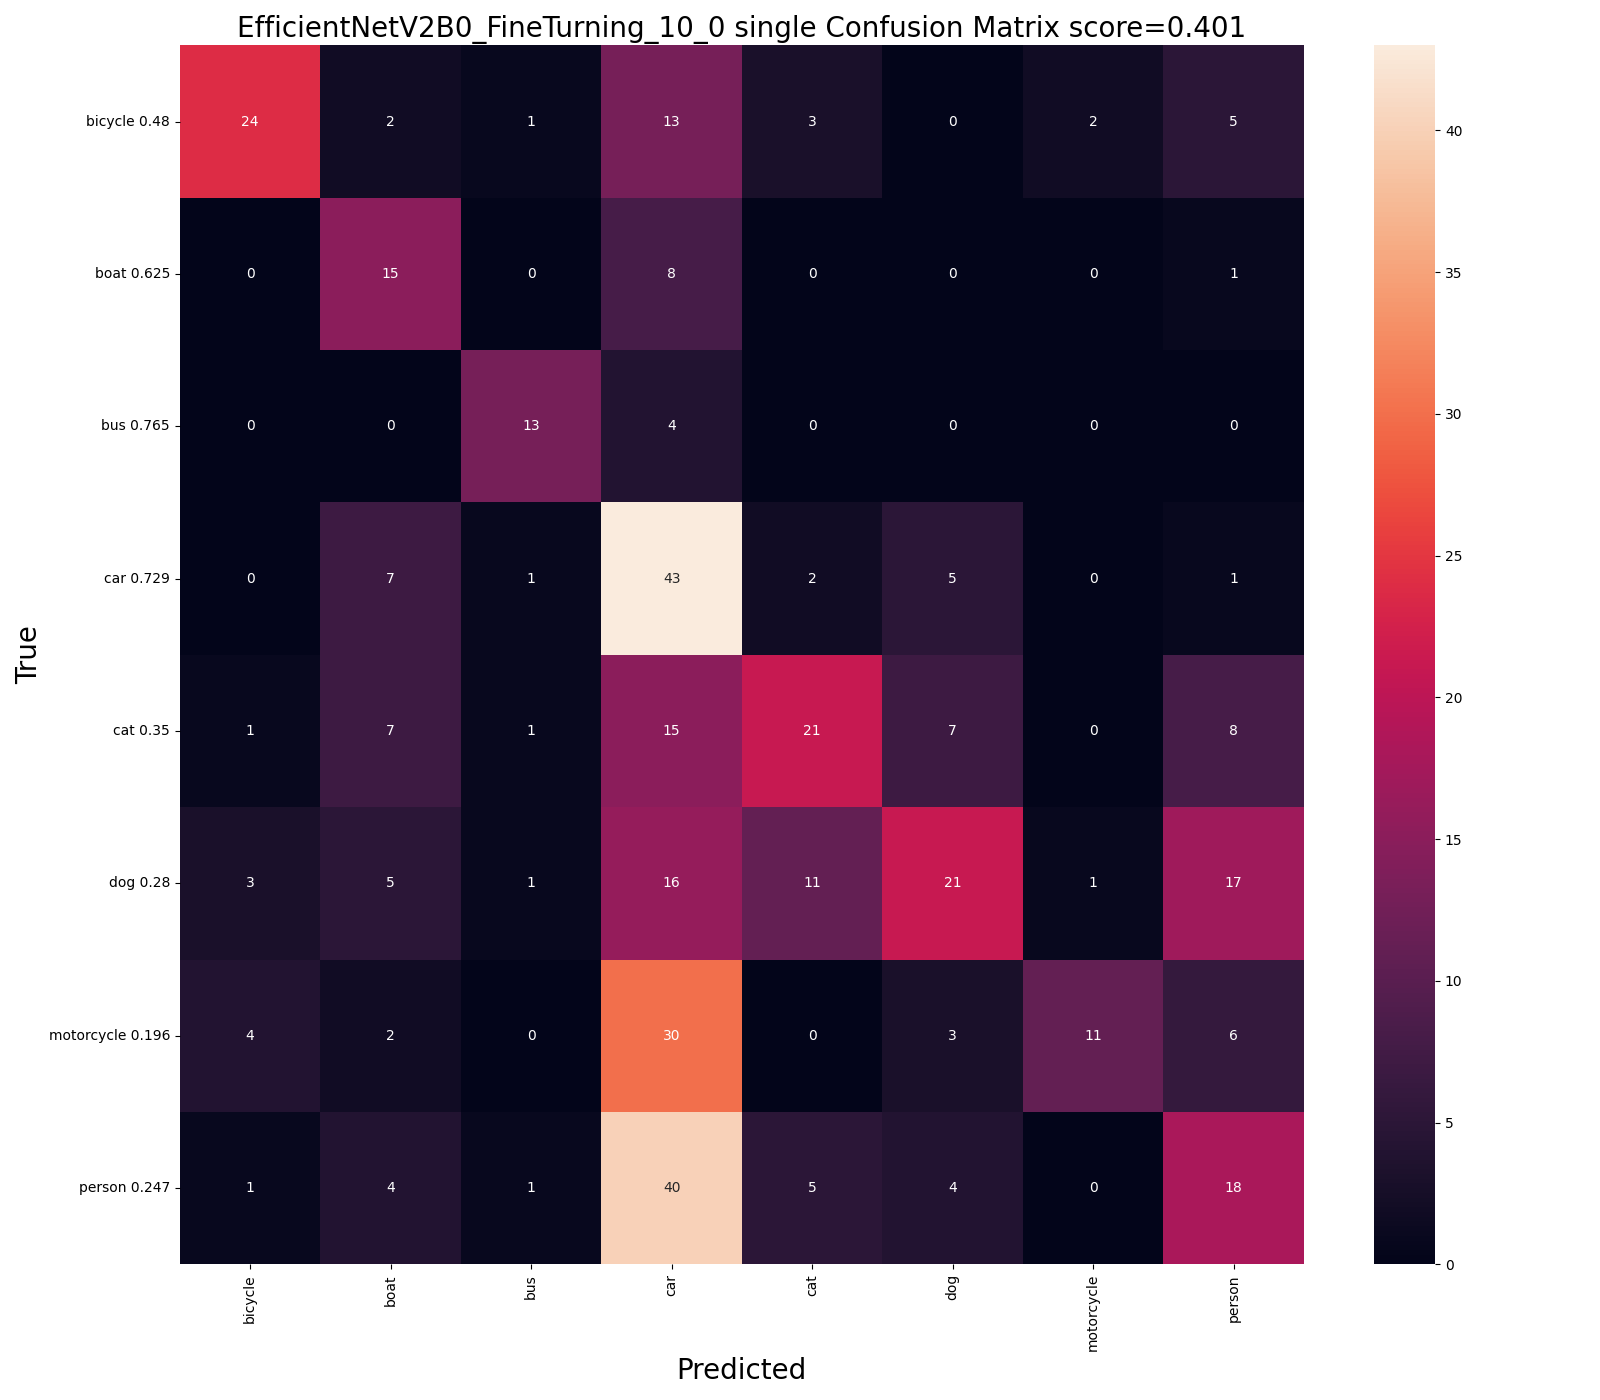 EfficientNetV2B0_FineTurning_10_0 single Confusion Matrix score=0.401
bicycle 0.48 24 2 1 13 3 0 2 5
boat 0.625 0 15 0 8 0 0 0 1
bus 0.765 0 0 13 4 0 0 0 0
car 0.729 0 7 1 43 2 5 0 1
cat 0.35 1 7 1 15 21 7 0 8
dog 0.28 3 5 1 16 11 21 1 17
motorcycle 0.196 4 2 0 30 0 3 11 6
person 0.247 1 4 1 40 5 4 0 18
True
bicycle boat bus car cat dog motorcycle person
Predicted
40
35
30
25
20
15
10
5
0